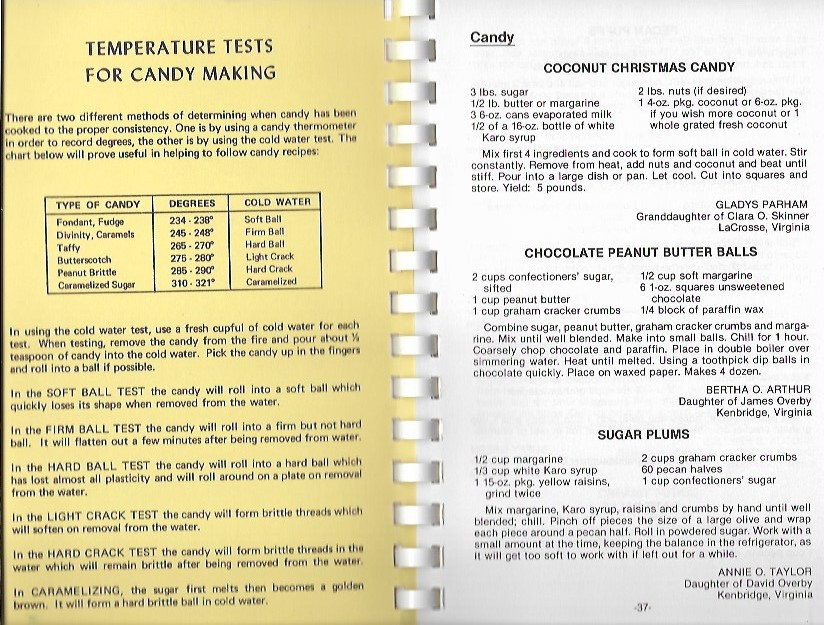 TEMPERATURE TESTS
FOR CANDY MAKING
There are two different methods of determining when candy has been
cooked to the proper consistency. One is by using a candy thermometer
in order to record degrees, the other is by using the cold water test. The
chart below will prove useful in helping to follow candy recipes:
TYPE OF CANDY DEGREES COLD WATER
Fondant, Fudge 234 - 238° Soft Ball
Divinity, Caramels 245 - 248° Firm Ball
Taffy 265 - 270° Hard Ball
Butterscotch 275 - 280° Light Crack
Peanut Brittle 285 - 290° Hard Crack
Caramelized Sugar 310 - 321° Caramelized
In using the cold water test, use a fresh cupful of cold water for each
test. When testing, remove the candy from the fire and pour about ½
teaspoon of candy into the cold water. Pick the candy up in the fingers
and roll into a ball if possible.
In the SOFT BALL TEST the candy will roll into a soft ball which
quickly loses its shape when removed from the water.
In the FIRM BALL TEST the candy will roll into a firm but not hard
ball. It will flatten out a few minutes after being removed from water.
In the HARD BALL TEST the candy will roll into a hard ball which
has lost almost all plasticity and will roll around on a plate on removal
from the water.
In the LIGHT CRACK TEST the candy will form brittle threads which
will soften on removal from the water.
In the HARD CRACK TEST the candy will form brittle threads in the
water which will remain brittle after being removed from the water.
In CARAMELIZING, the sugar first melts then becomes a golden
brown. It will form a hard brittle ball in cold water.
Candy
COCONUT CHRISTMAS CANDY
3 lbs. sugar
1/2 lb. butter or margarine
3 6-oz. cans evaporated milk
1/2 of a 16-oz. bottle of white
Karo syrup
2 lbs. nuts (if desired)
1 4-oz. pkg. coconut or 6-oz. pkg.
if you wish more coconut or 1
whole grated fresh coconut
Mix first 4 ingredients and cook to form soft ball in cold water. Stir
constantly. Remove from heat, add nuts and coconut and beat until
stiff. Pour into a large dish or pan. Let cool. Cut into squares and
store. Yield: 5 pounds.
GLADYS PARHAM
Granddaughter of Clara O. Skinner
LaCrosse, Virginia
CHOCOLATE PEANUT BUTTER BALLS
2 cups confectioners' sugar,
sifted
1 cup peanut butter
1 cup graham cracker crumbs
1/2 cup soft margarine
6 1-oz. squares unsweetened
chocolate
1/4 block of paraffin wax
Combine sugar, peanut butter, graham cracker crumbs and marga-
rine. Mix until well blended. Make into small balls. Chill for 1 hour.
Coarsely chop chocolate and paraffin. Place in double boiler over
simmering water. Heat until melted. Using a toothpick dip balls in
chocolate quickly. Place on waxed paper. Makes 4 dozen.
BERTHA O. ARTHUR
Daughter of James Overby
Kenbridge, Virginia
SUGAR PLUMS
1/2 cup margarine
1/3 cup white Karo syrup
1 15-oz. pkg. yellow raisins,
grind twice
2 cups graham cracker crumbs
60 pecan halves
1 cup confectioners' sugar
Mix margarine, Karo syrup, raisins and crumbs by hand until well
blended; chill. Pinch off pieces the size of a large olive and wrap
each piece around a pecan half. Roll in powdered sugar. Work with a
small amount at the time, keeping the balance in the refrigerator, as
it will get too soft to work with if left out for a while.
ANNIE O. TAYLOR
Daughter of David Overby
Kenbridge, Virginia
-37-